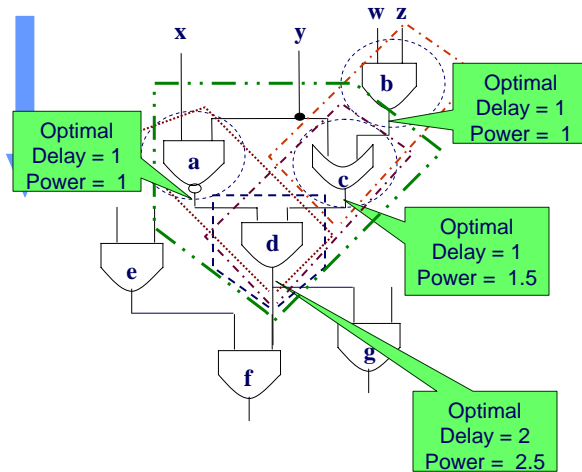 w z
x y
b
Optimal
Delay = 1
Power = 1
Optimal
Delay = 1
Power = 1
a
c
Optimal
Delay = 1
Power = 1.5
d
e
f
g
Optimal
Delay = 2
Power = 2.5